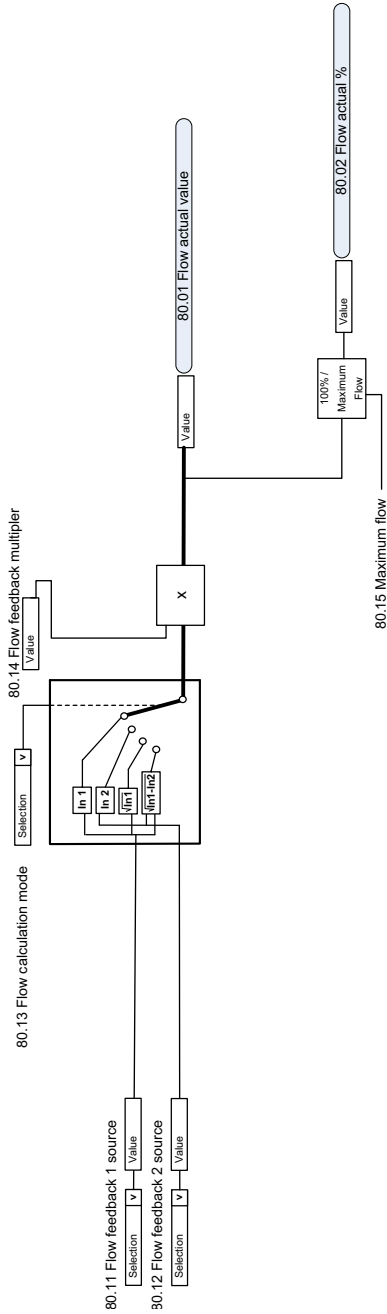 80.11 Flow feedback 1 source
Selection v
Value
80.12 Flow feedback 2 source
Selection v
Value
80.13 Flow calculation mode
Selection v
In 1
In 2
√In1
√In1-In2
80.14 Flow feedback multipler
Value
X
Value
80.01 Flow actual value
80.15 Maximum flow
100% /
Maximum
Flow
Value
80.02 Flow actual %